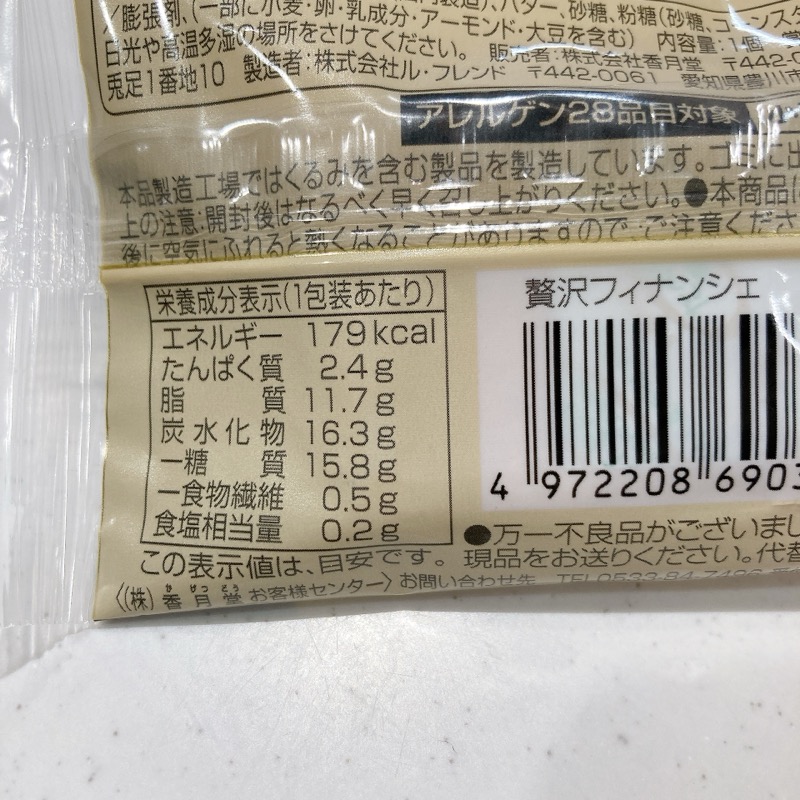 ／膨張剤、(一部に小麦・卵・乳成分・アーモンド・大豆を含む) 内容量:1個
日光や高温多湿の場所をさけてください。 販売者:株式会社香月堂 〒442-0
兎足1番地10 製造者:株式会社ル・フレンド 〒442-0061 愛知県豊川市
アレルゲン28品目対象
本品製造工場ではくるみを含む製品を製造しています。ゴミに出
上の注意:開封後はなるべく早く召し上がりください。●本商品に
後に空気にふれると熱くなることがありますので、ご注意くださ
栄養成分表示(1包装あたり)
エネルギー 179kcal
たんぱく質 2.4g
脂質 11.7g
炭水化物 16.3g
－糖質 15.8g
－食物繊維 0.5g
食塩相当量 0.2g
この表示値は、目安です。
贅沢フィナンシェ
4 972208 6903
●万一不良品がございまし
現品をお送りください。代替
〈(株)香月堂 お客様センター〉お問い合わせ先 TEL0533-84-